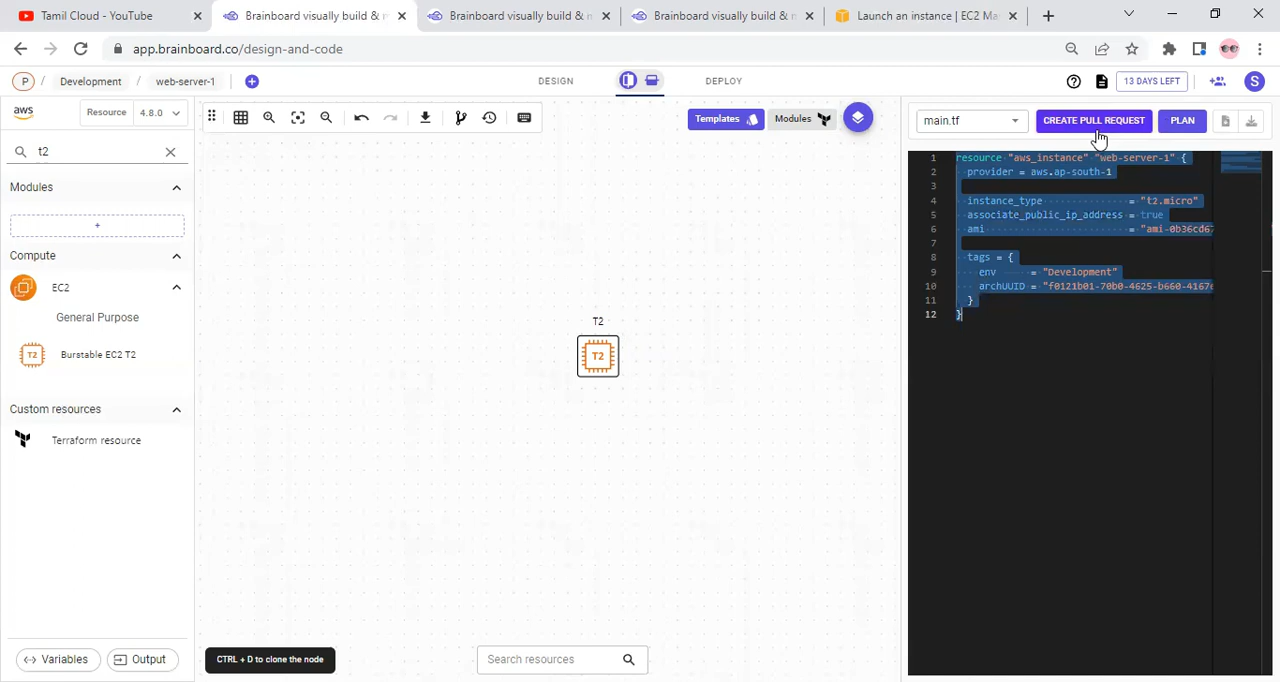 Tamil Cloud - YouTube
Brainboard visually build & m
Brainboard visually build & m
Brainboard visually build & m
Launch an instance | EC2 Ma
app.brainboard.co/design-and-code
P / Development / web-server-1
DESIGN
DEPLOY
13 DAYS LEFT
S
aws
Resource 4.8.0
Templates
Modules
main.tf
CREATE PULL REQUEST
PLAN
t2
Modules
+
Compute
EC2
General Purpose
T2 Burstable EC2 T2
Custom resources
Terraform resource
T2
T2
1 resource "aws_instance" "web-server-1" {
2 provider = aws.ap-south-1
3
4 instance_type = "t2.micro"
5 associate_public_ip_address = true
6 ami = "ami-0b36cd6
7
8 tags = {
9 env = "Development"
10 archUUID = "f0121b01-70b0-4625-b660-4167
11 }
12 }
Variables
Output
CTRL + D to clone the node
Search resources